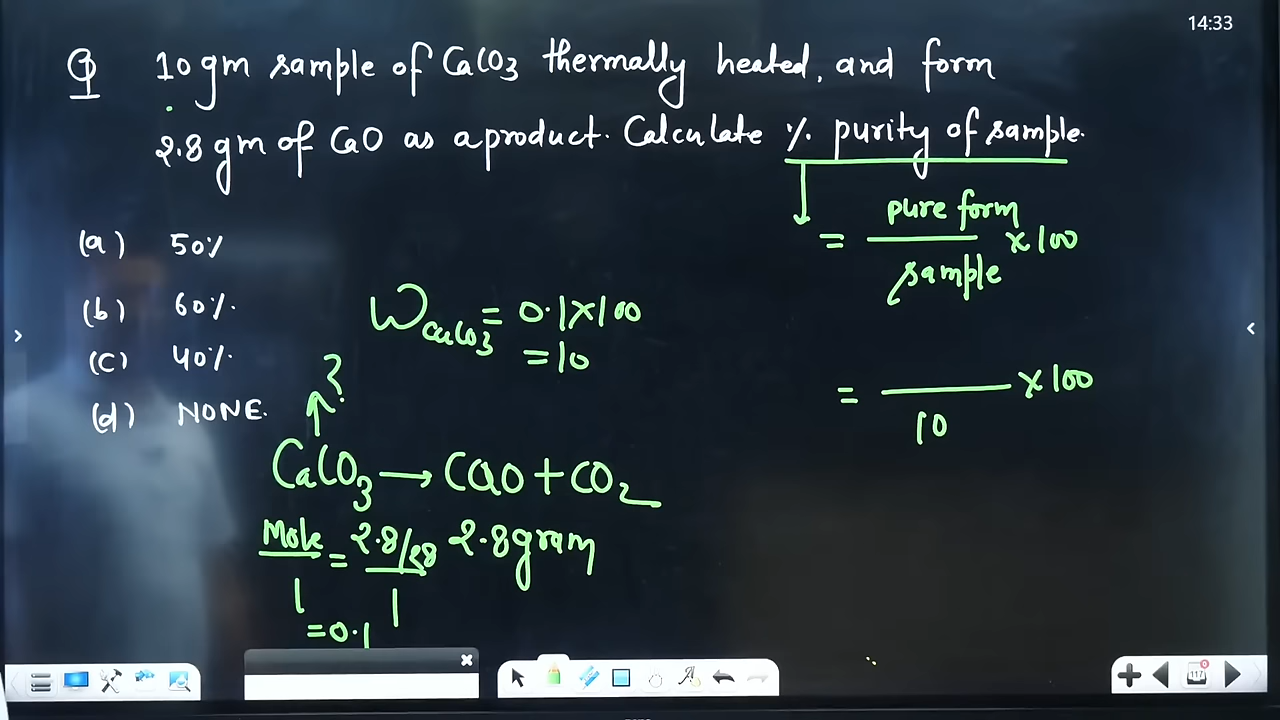 14:33
Q 10 gm sample of CaCO3 thermally heated, and form
2.8 gm of CaO as a product. Calculate % purity of sample.
= pure form / sample × 100
(a) 50%
(b) 60%.
(c) 40%.
(d) NONE.
W CaCO3 = 0.1×100
= 10
= / 10 × 100
?
CaCO3 → CaO + CO2
Mole / 1 = 2.8/28 / 1 2.8 gram
= 0.1
117